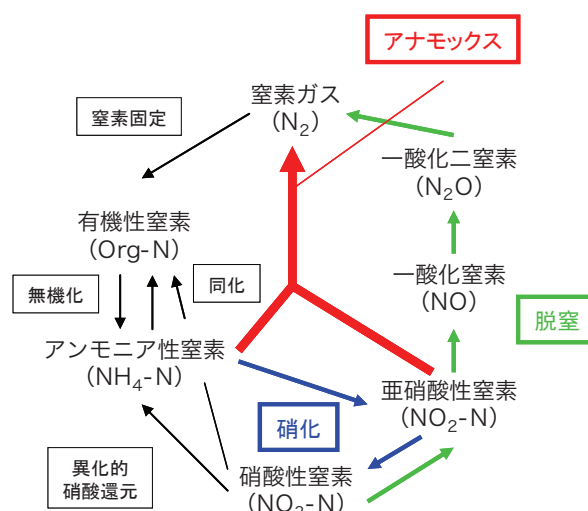 アナモックス
窒素ガス
(N₂)
窒素固定
一酸化二窒素
(N₂O)
有機性窒素
(Org-N)
無機化
同化
一酸化窒素
(NO)
脱窒
アンモニア性窒素
(NH₄-N)
亜硝酸性窒素
(NO₂-N)
硝化
異化的
硝酸還元
硝酸性窒素
(NO₃-N)